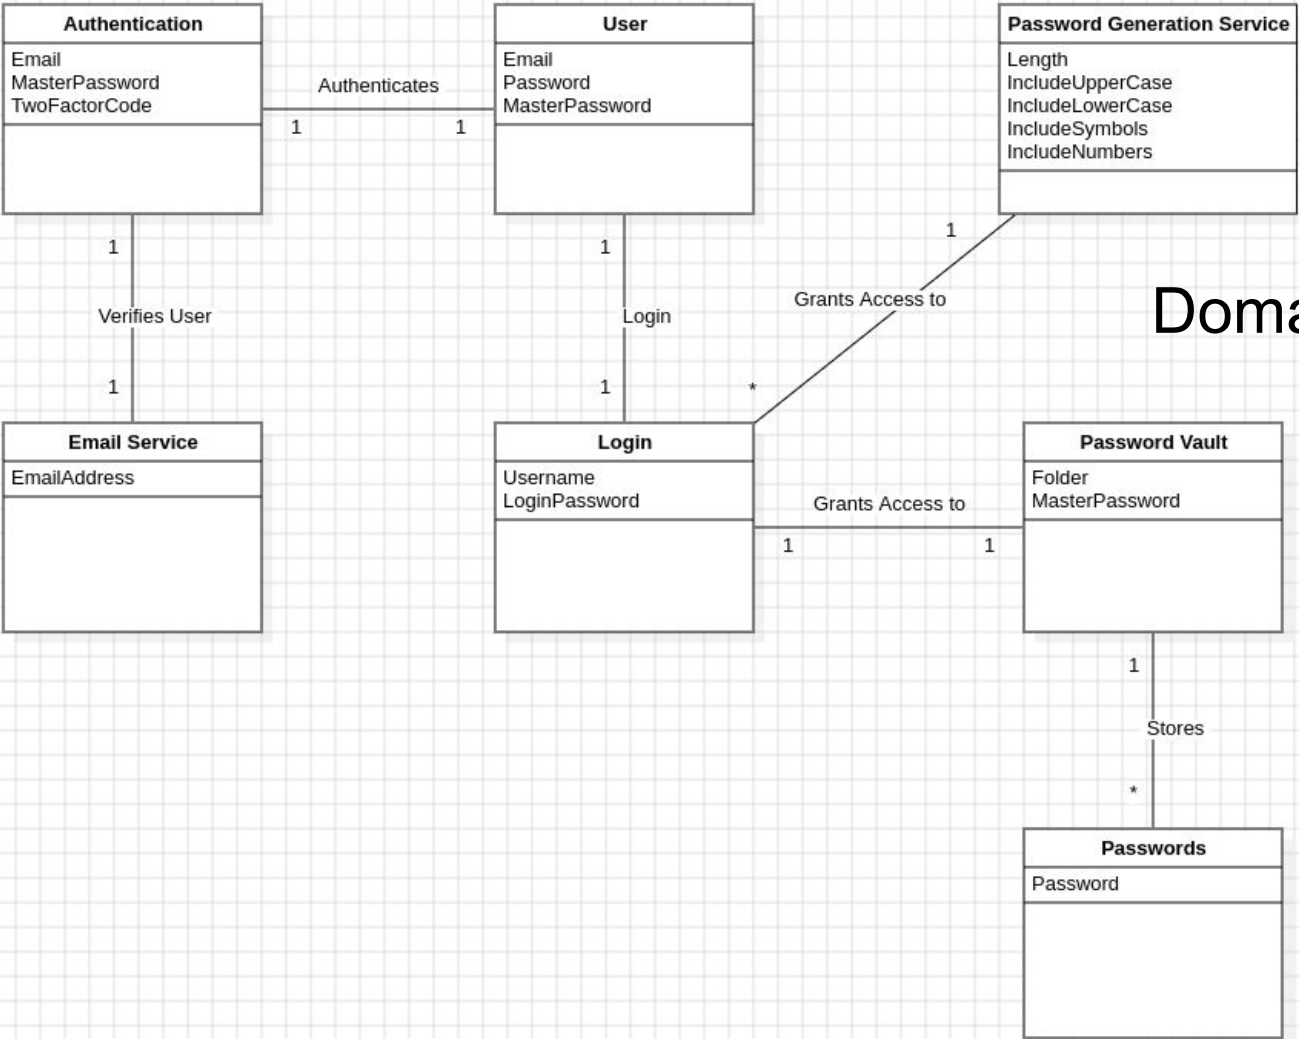 Authentication
Email
MasterPassword
TwoFactorCode
Authenticates
1
1
User
Email
Password
MasterPassword
Password Generation Service
Length
IncludeUpperCase
IncludeLowerCase
IncludeSymbols
IncludeNumbers
1
Verifies User
1
1
Login
1
1
Grants Access to
*
Doma
Email Service
EmailAddress
Login
Username
LoginPassword
Grants Access to
1
1
Password Vault
Folder
MasterPassword
1
Stores
*
Passwords
Password